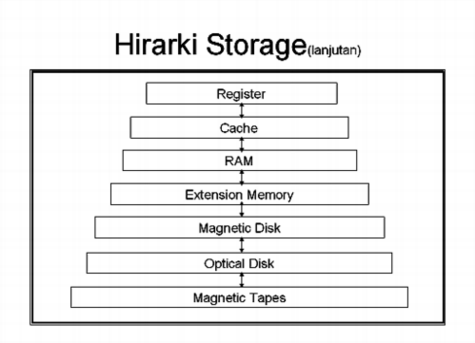 Hirarki Storage(lanjutan)
Register
Cache
RAM
Extension Memory
Magnetic Disk
Optical Disk
Magnetic Tapes